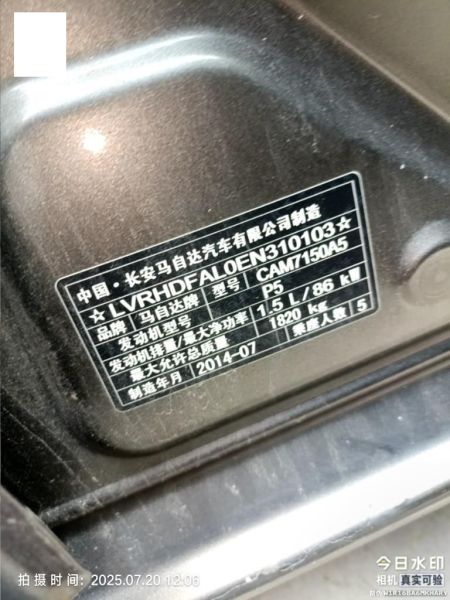 中国·长安马自达汽车有限公司制造
☆LVRHDFAL0EN310103☆
品牌 马自达牌 型号 CAM7150A5
发动机型号 P5
发动机排量/最大净功率 1.5 L/86 kW
最大允许总质量 1820 kg
制造年月 2014-07 乘座人数 5
拍摄时间: 2025.07.20 12:06
今日水印
相机 真实可验
防伪 W1R16BA6MKHARY